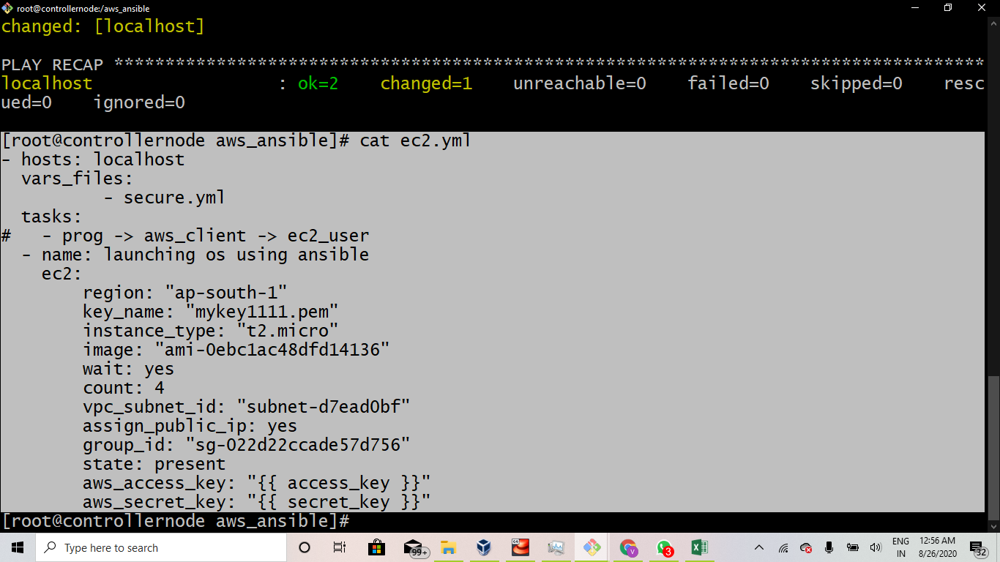 root@controllernode:/aws_ansible
changed: [localhost]
PLAY RECAP *************************************************************************************
localhost                  : ok=2    changed=1    unreachable=0    failed=0    skipped=0    resc
ued=0    ignored=0
[root@controllernode aws_ansible]# cat ec2.yml
- hosts: localhost
  vars_files:
          - secure.yml
  tasks:
#   - prog -> aws_client -> ec2_user
  - name: launching os using ansible
    ec2:
        region: "ap-south-1"
        key_name: "mykey1111.pem"
        instance_type: "t2.micro"
        image: "ami-0ebc1ac48dfd14136"
        wait: yes
        count: 4
        vpc_subnet_id: "subnet-d7ead0bf"
        assign_public_ip: yes
        group_id: "sg-022d22ccade57d756"
        state: present
        aws_access_key: "{{ access_key }}"
        aws_secret_key: "{{ secret_key }}"
[root@controllernode aws_ansible]#
Type here to search
99+
64
v
3
ENG
IN
12:56 AM
8/26/2020
32